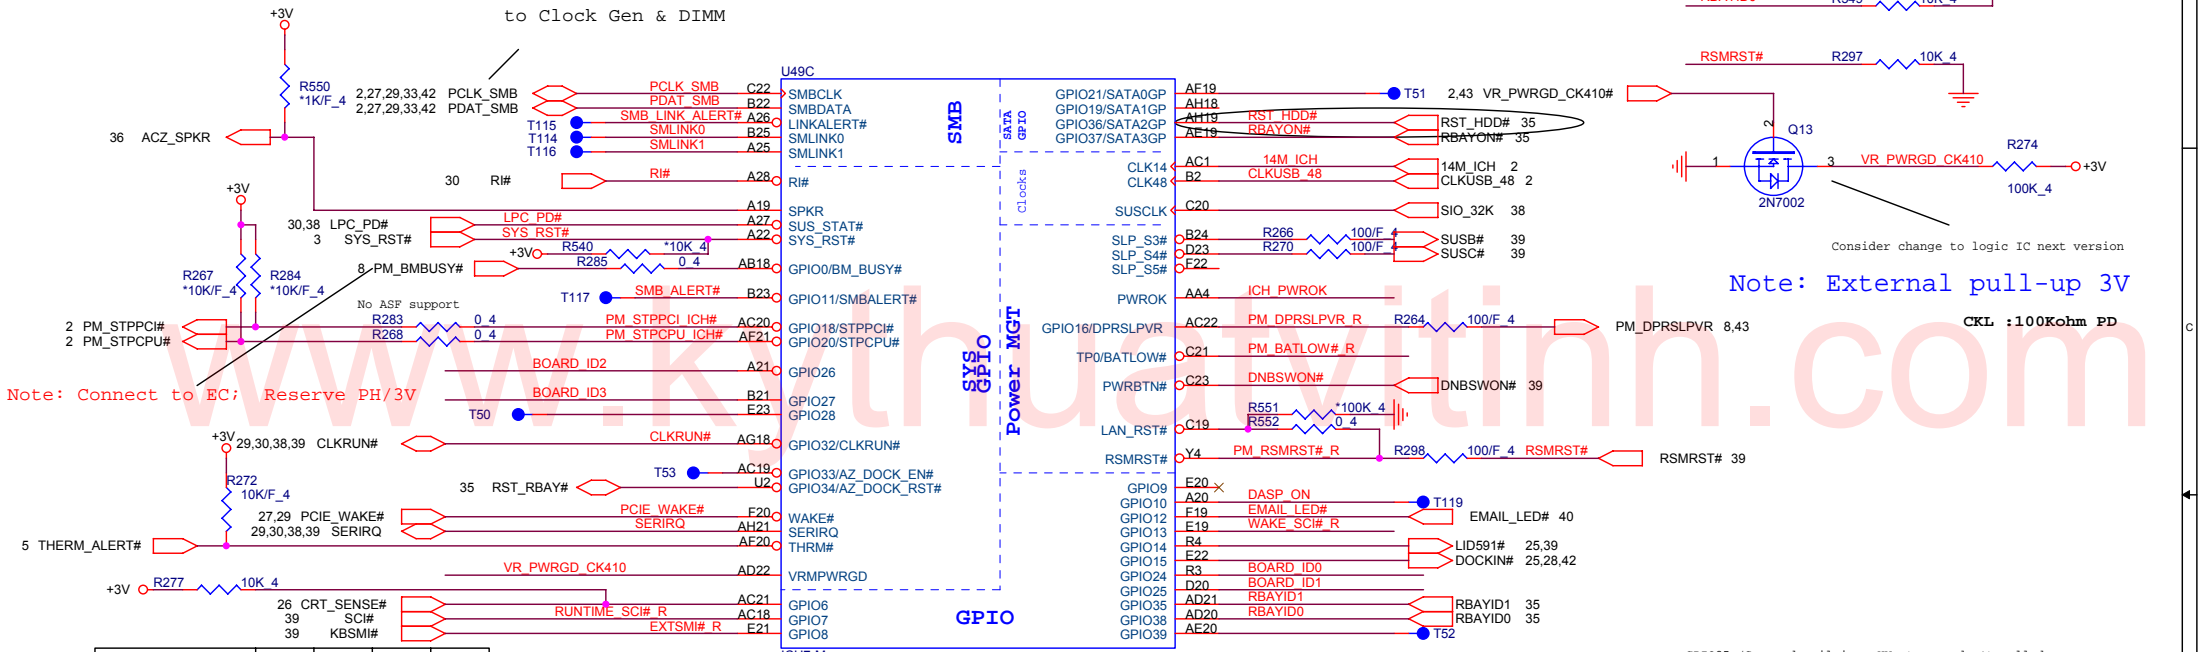 to Clock Gen & DIMM
+3V
R550
*1K/F_4
36 ACZ_SPKR
2,27,29,33,42 PCLK_SMB
2,27,29,33,42 PDAT_SMB
T115
T114
T116
PCLK_SMB
PDAT_SMB
SMB_LINK_ALERT#
SMLINK0
SMLINK1
C22
B22
A26
B25
A25
30 RI#
RI#
A28
+3V
R267
*10K/F_4
R284
*10K/F_4
30,38 LPC_PD#
3 SYS_RST#
LPC_PD#
SYS_RST#
+3V
R540
*10K_4
A19
A27
A22
8 PM_BMBUSY#
R285
0_4
AB18
No ASF support
T117
SMB_ALERT#
B23
2 PM_STPPCI#
2 PM_STPCPU#
R283
0_4
R268
0_4
PM_STPPCI_ICH#
PM_STPCPU_ICH#
AC20
AF21
Note: Connect to EC; Reserve PH/3V
BOARD_ID2
A21
BOARD_ID3
B21
T50
E23
+3V
29,30,38,39 CLKRUN#
CLKRUN#
AG18
R272
10K/F_4
T53
AC19
35 RST_RBAY#
U2
27,29 PCIE_WAKE#
29,30,38,39 SERIRQ
PCIE_WAKE#
SERIRQ
F20
AH21
5 THERM_ALERT#
AF20
VR_PWRGD_CK410
AD22
+3V
R277
10K_4
26 CRT_SENSE#
39 SCI#
39 KBSMI#
RUNTIME_SCI#_R
EXTSMI#_R
AC21
AC18
E21
U49C
SMBCLK
SMBDATA
LINKALERT#
SMLINK0
SMLINK1
RI#
SPKR
SUS_STAT#
SYS_RST#
GPIO0/BM_BUSY#
GPIO11/SMBALERT#
GPIO18/STPPCI#
GPIO20/STPCPU#
GPIO26
GPIO27
GPIO28
GPIO32/CLKRUN#
GPIO33/AZ_DOCK_EN#
GPIO34/AZ_DOCK_RST#
WAKE#
SERIRQ
THRM#
VRMPWRGD
GPIO6
GPIO7
GPIO8
SMB
SATA
GPIO
Clocks
SYS
GPIO
Power MGT
GPIO
GPIO21/SATA0GP
GPIO19/SATA1GP
GPIO36/SATA2GP
GPIO37/SATA3GP
CLK14
CLK48
SUSCLK
SLP_S3#
SLP_S4#
SLP_S5#
PWROK
GPIO16/DPRSLPVR
TP0/BATLOW#
PWRBTN#
LAN_RST#
RSMRST#
GPIO9
GPIO10
GPIO12
GPIO13
GPIO14
GPIO15
GPIO24
GPIO25
GPIO35
GPIO38
GPIO39
AF19
AH18
AH19
AE19
T51
RST_HDD#
RBAYON#
RST_HDD# 35
RBAYON# 35
AC1
B2
14M_ICH
CLKUSB_48
14M_ICH 2
CLKUSB_48 2
C20
SIO_32K 38
B24
D23
F22
R266
100/F_4
R270
100/F_4
SUSB# 39
SUSC# 39
AA4
ICH_PWROK
AC22
PM_DPRSLPVR_R
R264
100/F_4
PM_DPRSLPVR 8,43
C21
PM_BATLOW#_R
C23
DNBSWON#
DNBSWON# 39
R551
*100K_4
R552
0_4
C19
Y4
PM_RSMRST#_R
R298
100/F_4
RSMRST#
RSMRST# 39
E20
A20
F19
E19
R4
E22
R3
D20
AD21
AD20
AE20
DASP_ON
EMAIL_LED#
WAKE_SCI#_R
BOARD_ID0
BOARD_ID1
RBAYID1
RBAYID0
T119
EMAIL_LED# 40
LID591# 25,39
DOCKIN# 25,28,42
RBAYID1 35
RBAYID0 35
T52
RSMRST#
R297
10K_4
2,43 VR_PWRGD_CK410#
2
Q13
1
3
2N7002
VR_PWRGD_CK410
R274
100K_4
+3V
Consider change to logic IC next version
Note: External pull-up 3V
CKL :100Kohm PD
C
www.kythuatvitinh.com